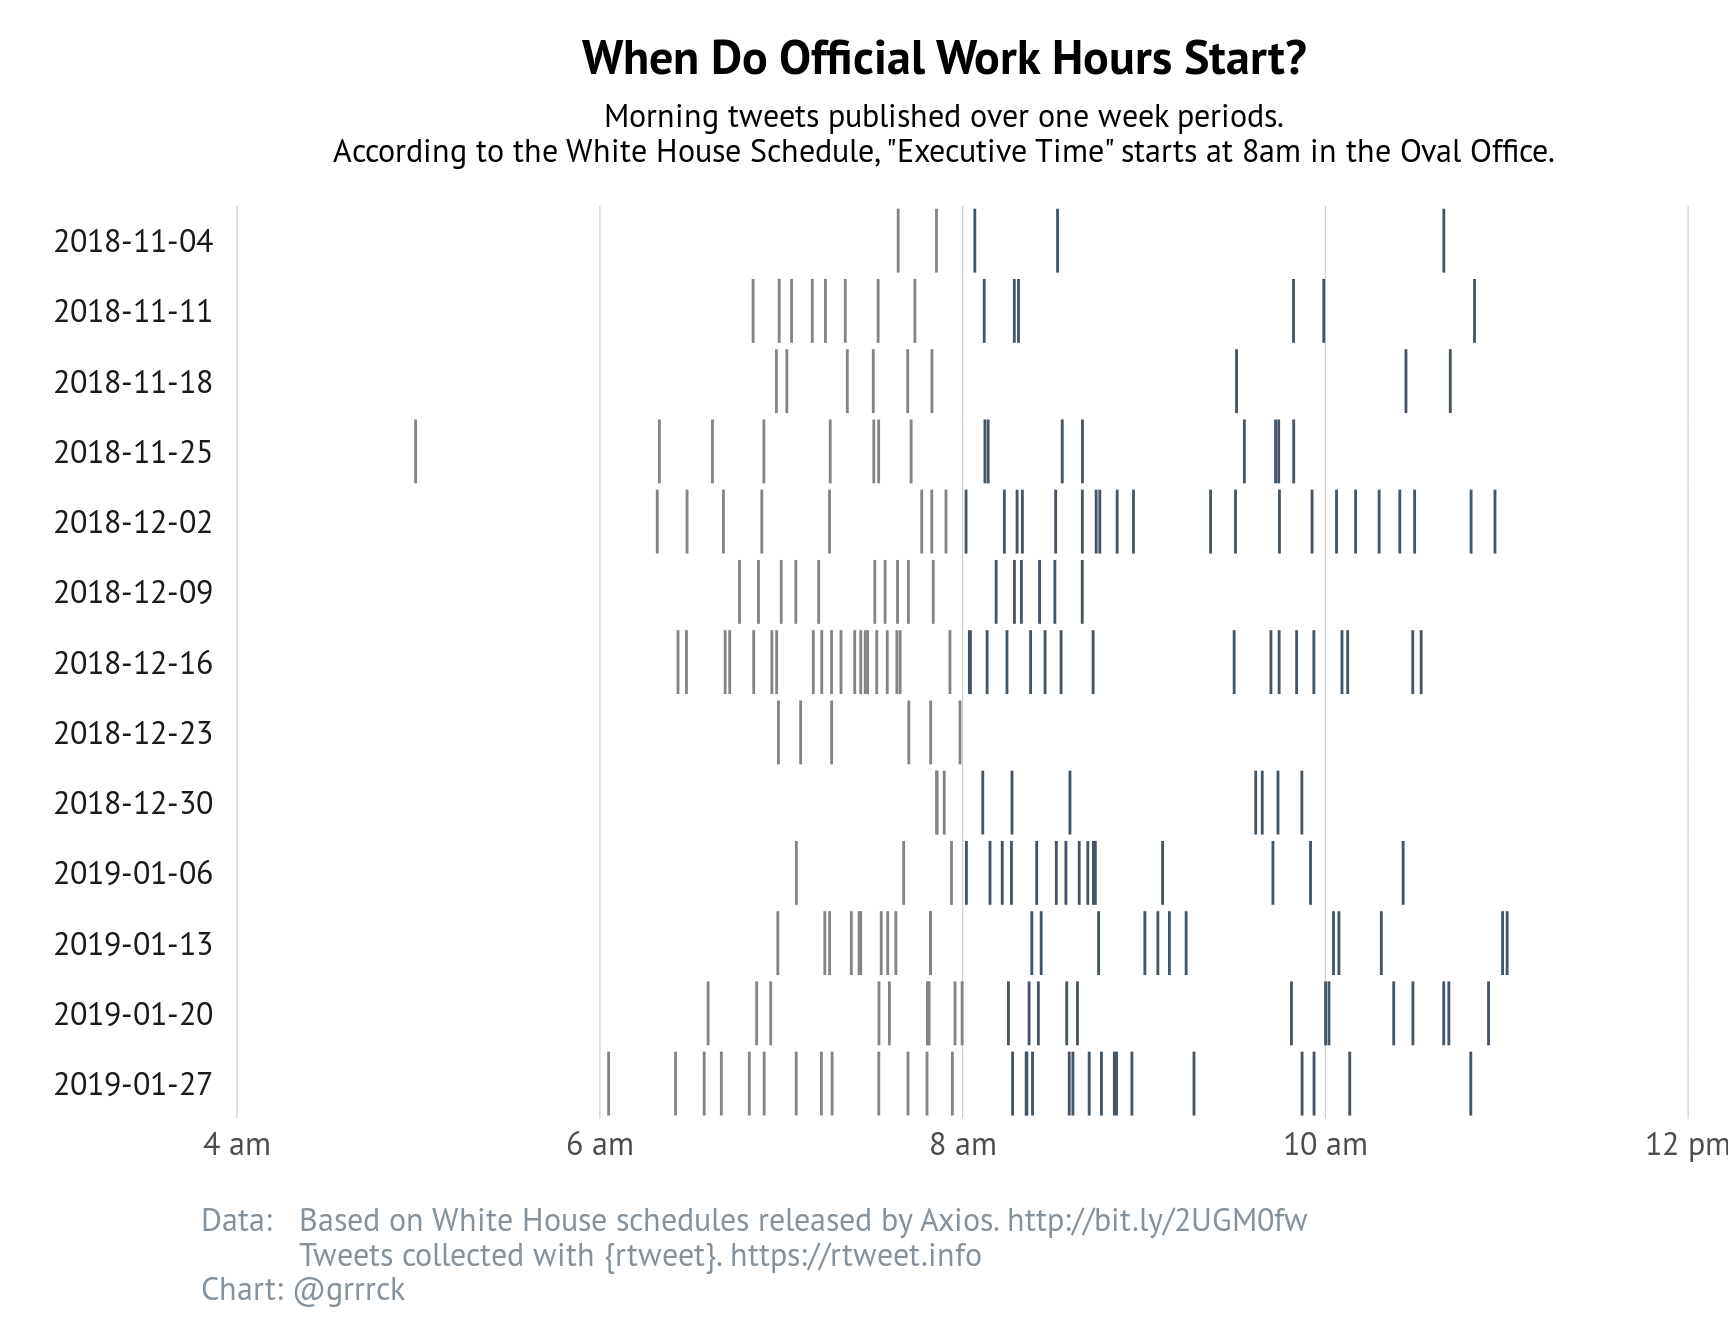 When Do Official Work Hours Start?
Morning tweets published over one week periods.
According to the White House Schedule, "Executive Time" starts at 8am in the Oval Office.
2018-11-04
2018-11-11
2018-11-18
2018-11-25
2018-12-02
2018-12-09
2018-12-16
2018-12-23
2018-12-30
2019-01-06
2019-01-13
2019-01-20
2019-01-27
4 am 6 am 8 am 10 am 12 pm
Data: Based on White House schedules released by Axios. http://bit.ly/2UGM0fw
Tweets collected with {rtweet}. https://rtweet.info
Chart: @grrrck